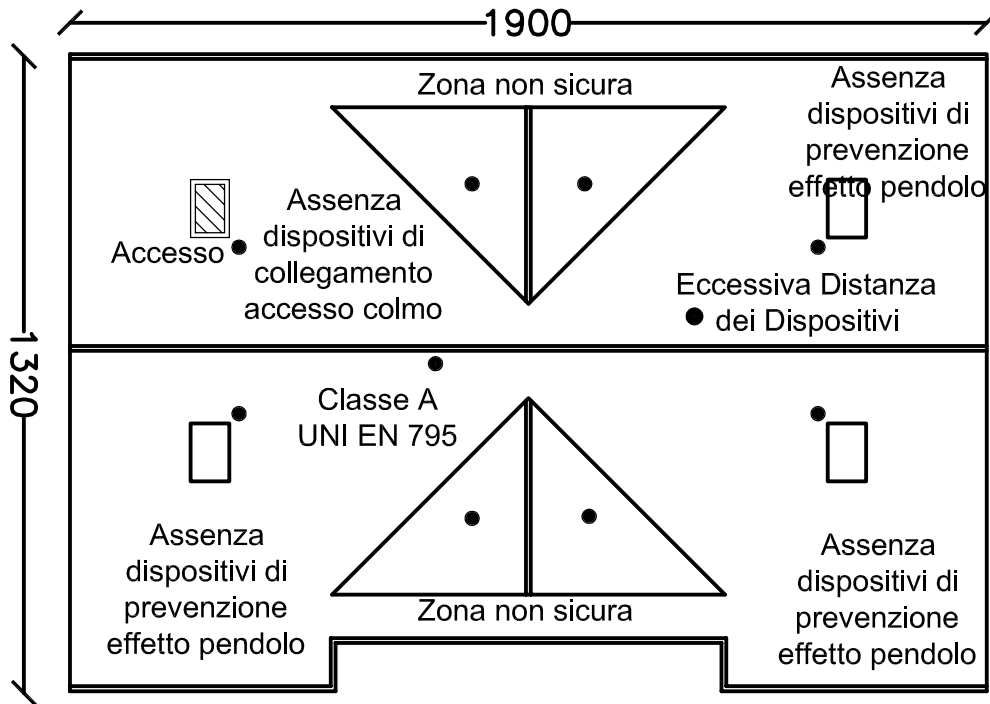 1900
Zona non sicura
Assenza
dispositivi di
prevenzione
effetto pendolo
Assenza
dispositivi di
collegamento
accesso colmo
Accesso
Eccessiva Distanza
dei Dispositivi
1320
Classe A
UNI EN 795
Assenza
dispositivi di
prevenzione
effetto pendolo
Assenza
dispositivi di
prevenzione
effetto pendolo
Zona non sicura